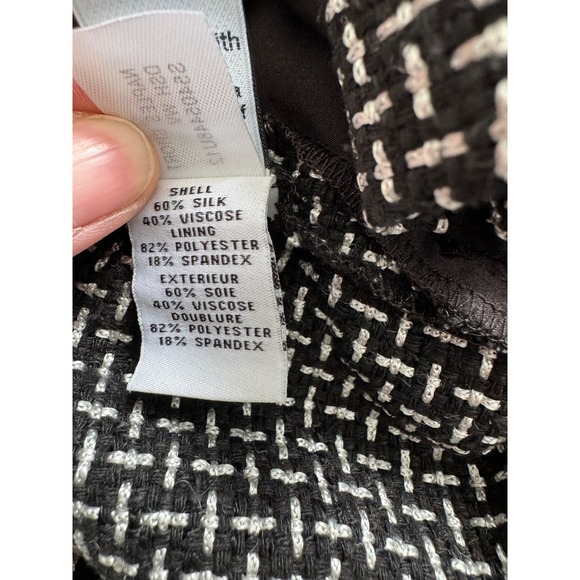 ith
SHELL
60% SILK
40% VISCOSE
LINING
82% POLYESTER
18% SPANDEX
EXTERIEUR
60% SOIE
40% VISCOSE
DOUBLURE
82% POLYESTER
18% SPANDEX